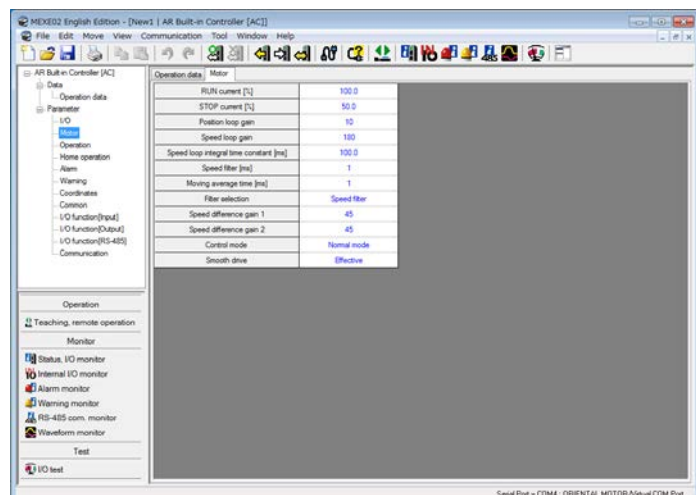 MEXE02 English Edition - [New1 | AR Built-in Controller [AC]]
File Edit Move View Communication Tool Window Help
AR Built-in Controller [AC]
Data
Operation data
Parameter
I/O
Motor
Operation
Home operation
Alarm
Warning
Coordinates
Common
I/O function[Input]
I/O function[Output]
I/O function[RS-485]
Communication
Operation data Motor
RUN current [%] 100.0
STOP current [%] 50.0
Position loop gain 10
Speed loop gain 180
Speed loop integral time constant [ms] 100.0
Speed filter [ms] 1
Moving average time [ms] 1
Filter selection Speed filter
Speed difference gain 1 45
Speed difference gain 2 45
Control mode Normal mode
Smooth drive Effective
Operation
Teaching, remote operation
Monitor
Status, I/O monitor
Internal I/O monitor
Alarm monitor
Warning monitor
RS-485 com. monitor
Waveform monitor
Test
I/O test
Serial Port = COM4 : ORIENTAL MOTOR Virtual COM Port